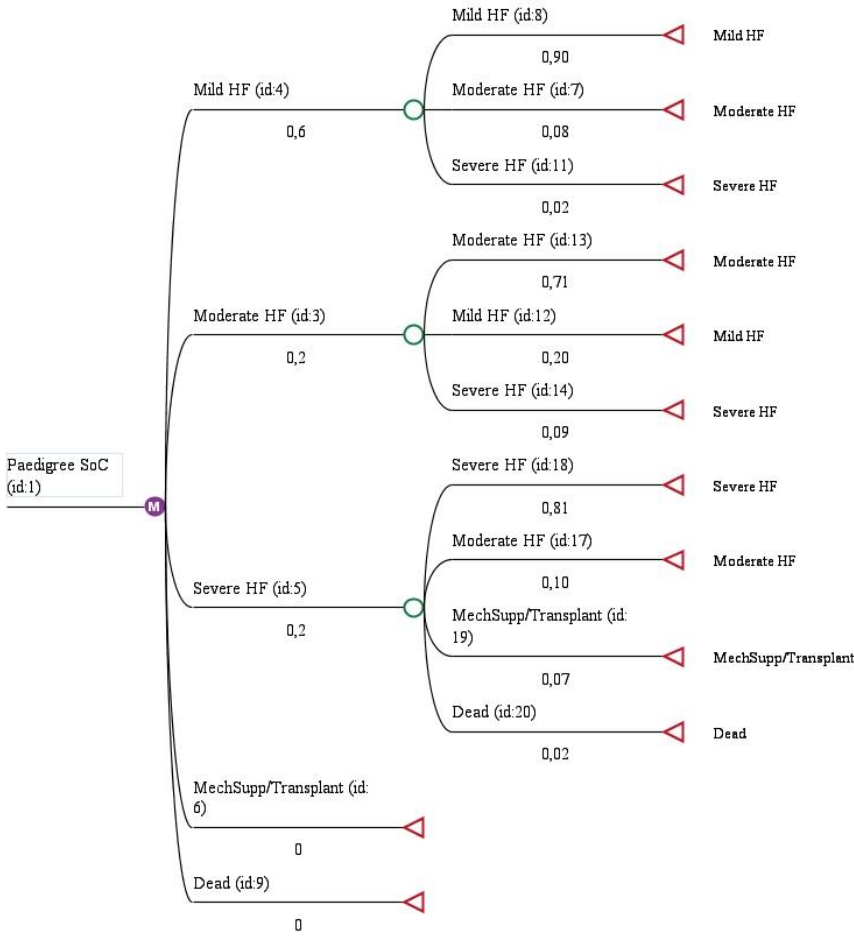 Mild HF (id:8)
Mild HF
0,90
Mild HF (id:4)
Moderate HF (id:7)
Moderate HF
0,6
0,08
Severe HF (id:11)
Severe HF
0,02
Moderate HF (id:13)
Moderate HF
0,71
Moderate HF (id:3)
Mild HF (id:12)
Mild HF
0,2
0,20
Severe HF (id:14)
Severe HF
0,09
Paedigree SoC
(id:1)
M
Severe HF (id:18)
Severe HF
0,81
Moderate HF (id:17)
Moderate HF
0,10
Severe HF (id:5)
0,2
MechSupp/Transplant (id:
19)
MechSupp/Transplant
0,07
Dead (id:20)
Dead
0,02
MechSupp/Transplant (id:
6)
0
Dead (id:9)
0